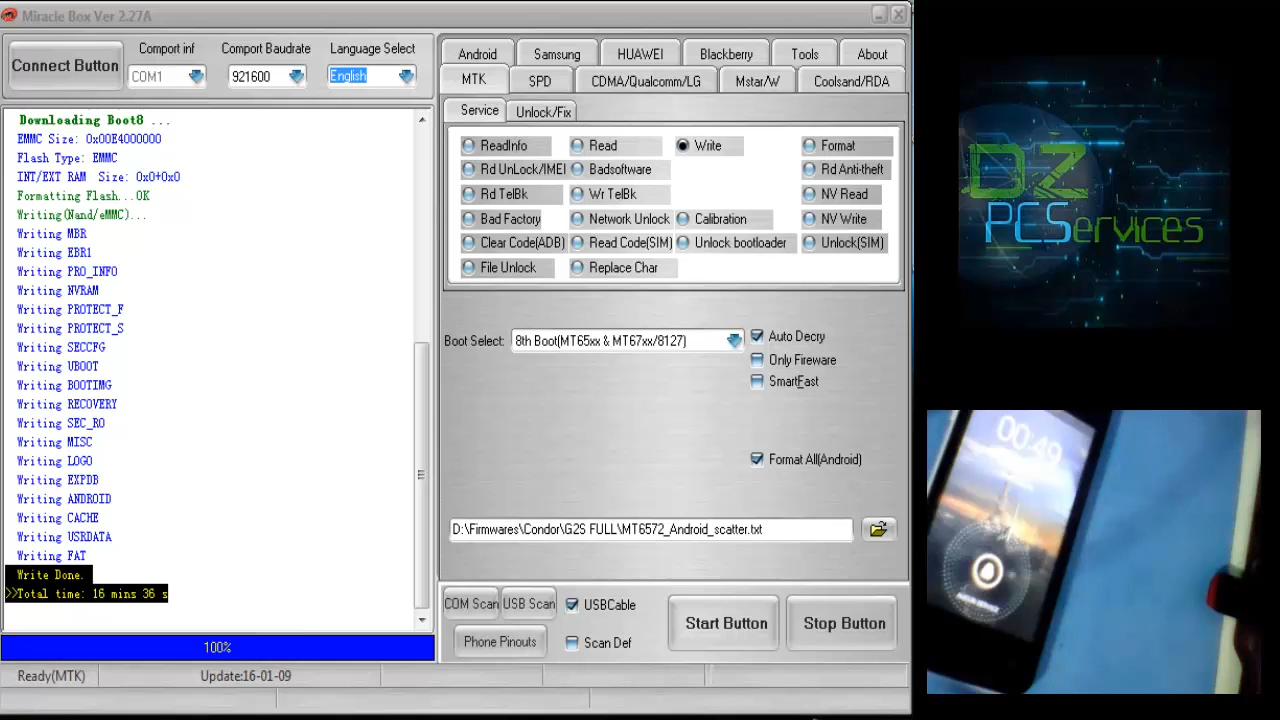 Miracle Box Ver 2.27A
Connect Button
Comport inf
Comport Baudrate
Language Select
COM1
921600
English
Downloading Boot8 ...
EMMC Size: 0x00E4000000
Flash Type: EMMC
INT/EXT RAM Size: 0x0+0x0
Formatting Flash...OK
Writing(Nand/eMMC)...
Writing MBR
Writing EBR1
Writing PRO_INFO
Writing NVRAM
Writing PROTECT_F
Writing PROTECT_S
Writing SECCFG
Writing UBOOT
Writing BOOTIMG
Writing RECOVERY
Writing SEC_RO
Writing MISC
Writing LOGO
Writing EXPDB
Writing ANDROID
Writing CACHE
Writing USRDATA
Writing FAT
Write Done.
>>Total time: 16 mins 36 s
100%
Ready(MTK)
Update:16-01-09
Android
Samsung
HUAWEI
Blackberry
Tools
About
MTK
SPD
CDMA/Qualcomm/LG
Mstar/W
Coolsand/RDA
Service
Unlock/Fix
ReadInfo
Read
Write
Format
Rd UnLock/IMEI
Badsoftware
Rd Anti-theft
Rd TelBk
Wr TelBk
NV Read
Bad Factory
Network Unlock
Calibration
NV Write
Clear Code(ADB)
Read Code(SIM)
Unlock bootloader
Unlock(SIM)
File Unlock
Replace Char
Boot Select:
8th Boot(MT65xx & MT67xx/8127)
Auto Decry
Only Fireware
SmartFast
Format All(Android)
D:\Firmwares\Condor\G2S FULL\MT6572_Android_scatter.txt
COM Scan
USB Scan
USBCable
Phone Pinouts
Scan Def
Start Button
Stop Button
DZ
PCServices
00:49